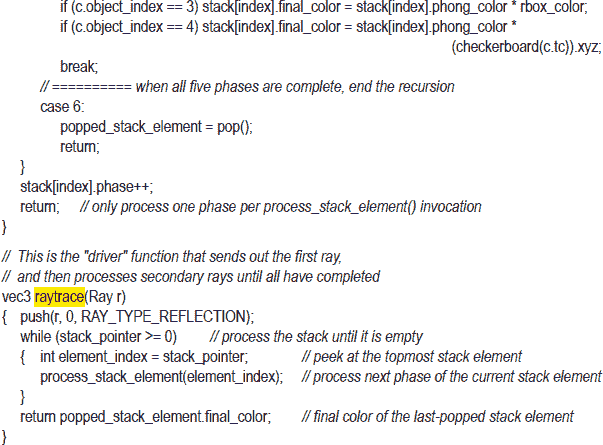 if (c.object_index == 3) stack[index].final_color = stack[index].phong_color * rbox_color;
if (c.object_index == 4) stack[index].final_color = stack[index].phong_color *
(checkerboard(c.tc)).xyz;
break;
// ========== when all five phases are complete, end the recursion
case 6:
popped_stack_element = pop();
return;
}
stack[index].phase++;
return; // only process one phase per process_stack_element() invocation
}
// This is the "driver" function that sends out the first ray,
// and then processes secondary rays until all have completed
vec3 raytrace(Ray r)
{ push(r, 0, RAY_TYPE_REFLECTION);
while (stack_pointer >= 0) // process the stack until it is empty
{ int element_index = stack_pointer; // peek at the topmost stack element
process_stack_element(element_index); // process next phase of the current stack element
}
return popped_stack_element.final_color; // final color of the last-popped stack element
}